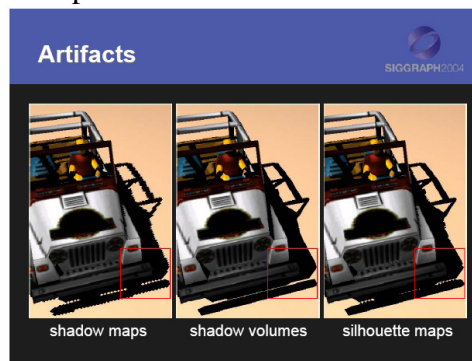 Artifacts
SIGGRAPH2004
shadow maps
shadow volumes
silhouette maps